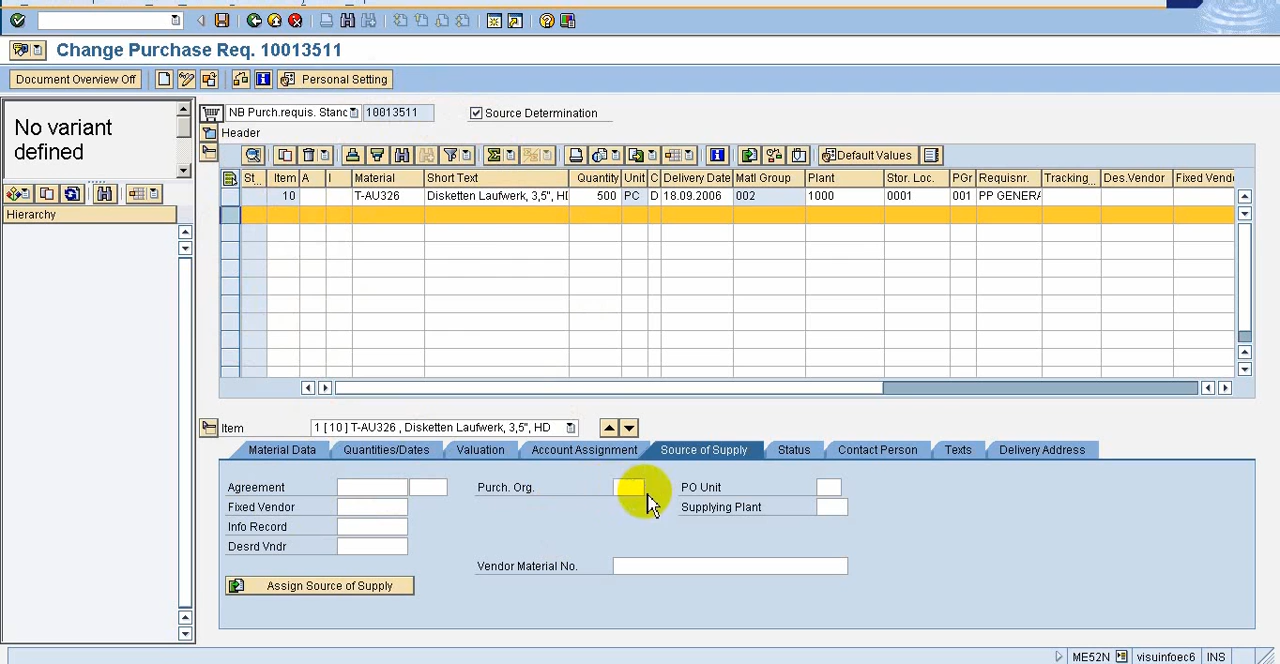 Change Purchase Req. 10013511
Document Overview Off Personal Setting
No variant
defined
NB Purch.requis. Stanc 10013511 Source Determination
Header
Default Values
St... Item A I Material Short Text Quantity Unit C Delivery Date Matl Group Plant Stor. Loc. PGr Requisnr. Tracking... Des.Vendor Fixed Vend
10 T-AU326 Disketten Laufwerk, 3,5", HD 500 PC D 18.09.2006 002 1000 0001 001 PP GENERA
Hierarchy
Item 1 [ 10 ] T-AU326 , Disketten Laufwerk, 3,5", HD
Material Data Quantities/Dates Valuation Account Assignment Source of Supply Status Contact Person Texts Delivery Address
Agreement Purch. Org. PO Unit
Fixed Vendor Supplying Plant
Info Record
Desrd Vndr
Vendor Material No.
Assign Source of Supply
ME52N visuinfoec6 INS